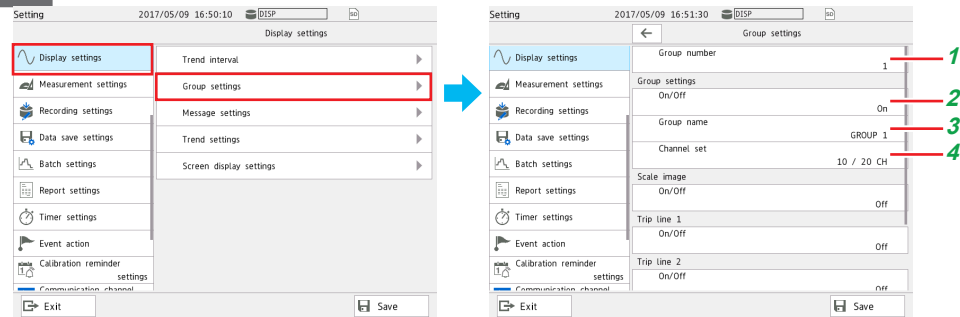 Setting 2017/05/09 16:50:10 DISP SD
Display settings
Display settings
Measurement settings
Recording settings
Data save settings
Batch settings
Report settings
Timer settings
Event action
Calibration reminder
settings
Communication channel
Trend interval
Group settings
Message settings
Trend settings
Screen display settings
Exit Save
Setting 2017/05/09 16:51:30 DISP SD
Group settings
Display settings
Measurement settings
Recording settings
Data save settings
Batch settings
Report settings
Timer settings
Event action
Calibration reminder
settings
Communication channel
Group number
1
Group settings
On/Off
On
Group name
GROUP 1
Channel set
10 / 20 CH
Scale image
On/Off
Off
Trip line 1
On/Off
Off
Trip line 2
On/Off
Off
Exit Save
1
2
3
4